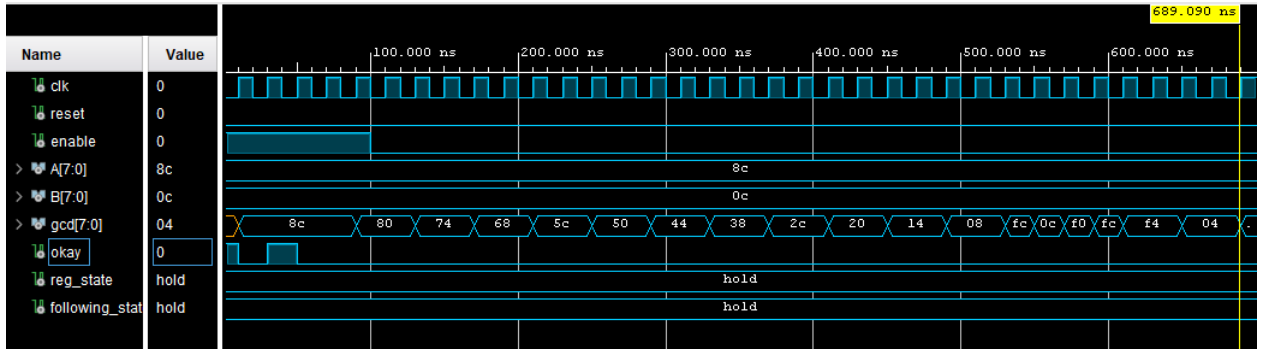 689.090 ns
Name Value
100.000 ns 200.000 ns 300.000 ns 400.000 ns 500.000 ns 600.000 ns
clk 0
reset 0
enable 0
A[7:0] 8c 8c
B[7:0] 0c 0c
gcd[7:0] 04 8c 80 74 68 5c 50 44 38 2c 20 14 08 fc 0c f0 fc f4 04 .
okay 0
reg_state hold hold
following_stat hold hold